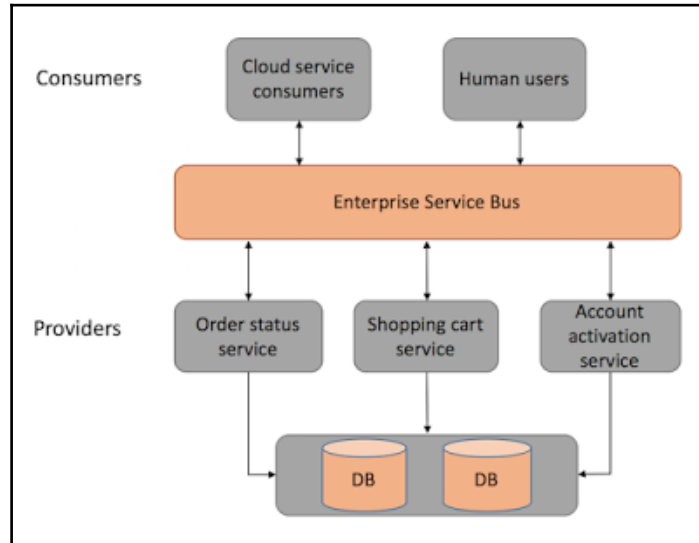 Consumers
Cloud service
consumers
Human users
Enterprise Service Bus
Providers
Order status
service
Shopping cart
service
Account
activation
service
DB
DB